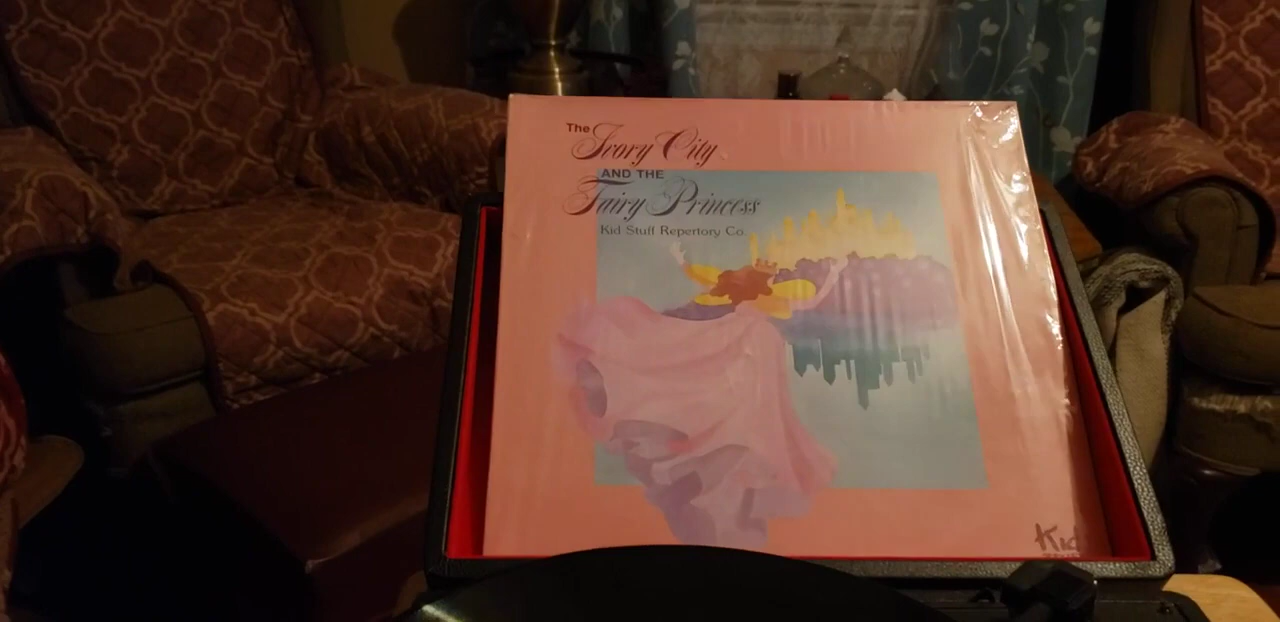 The Ivory City
AND THE
Fairy Princess
Kid Stuff Repertory Co.
Kid